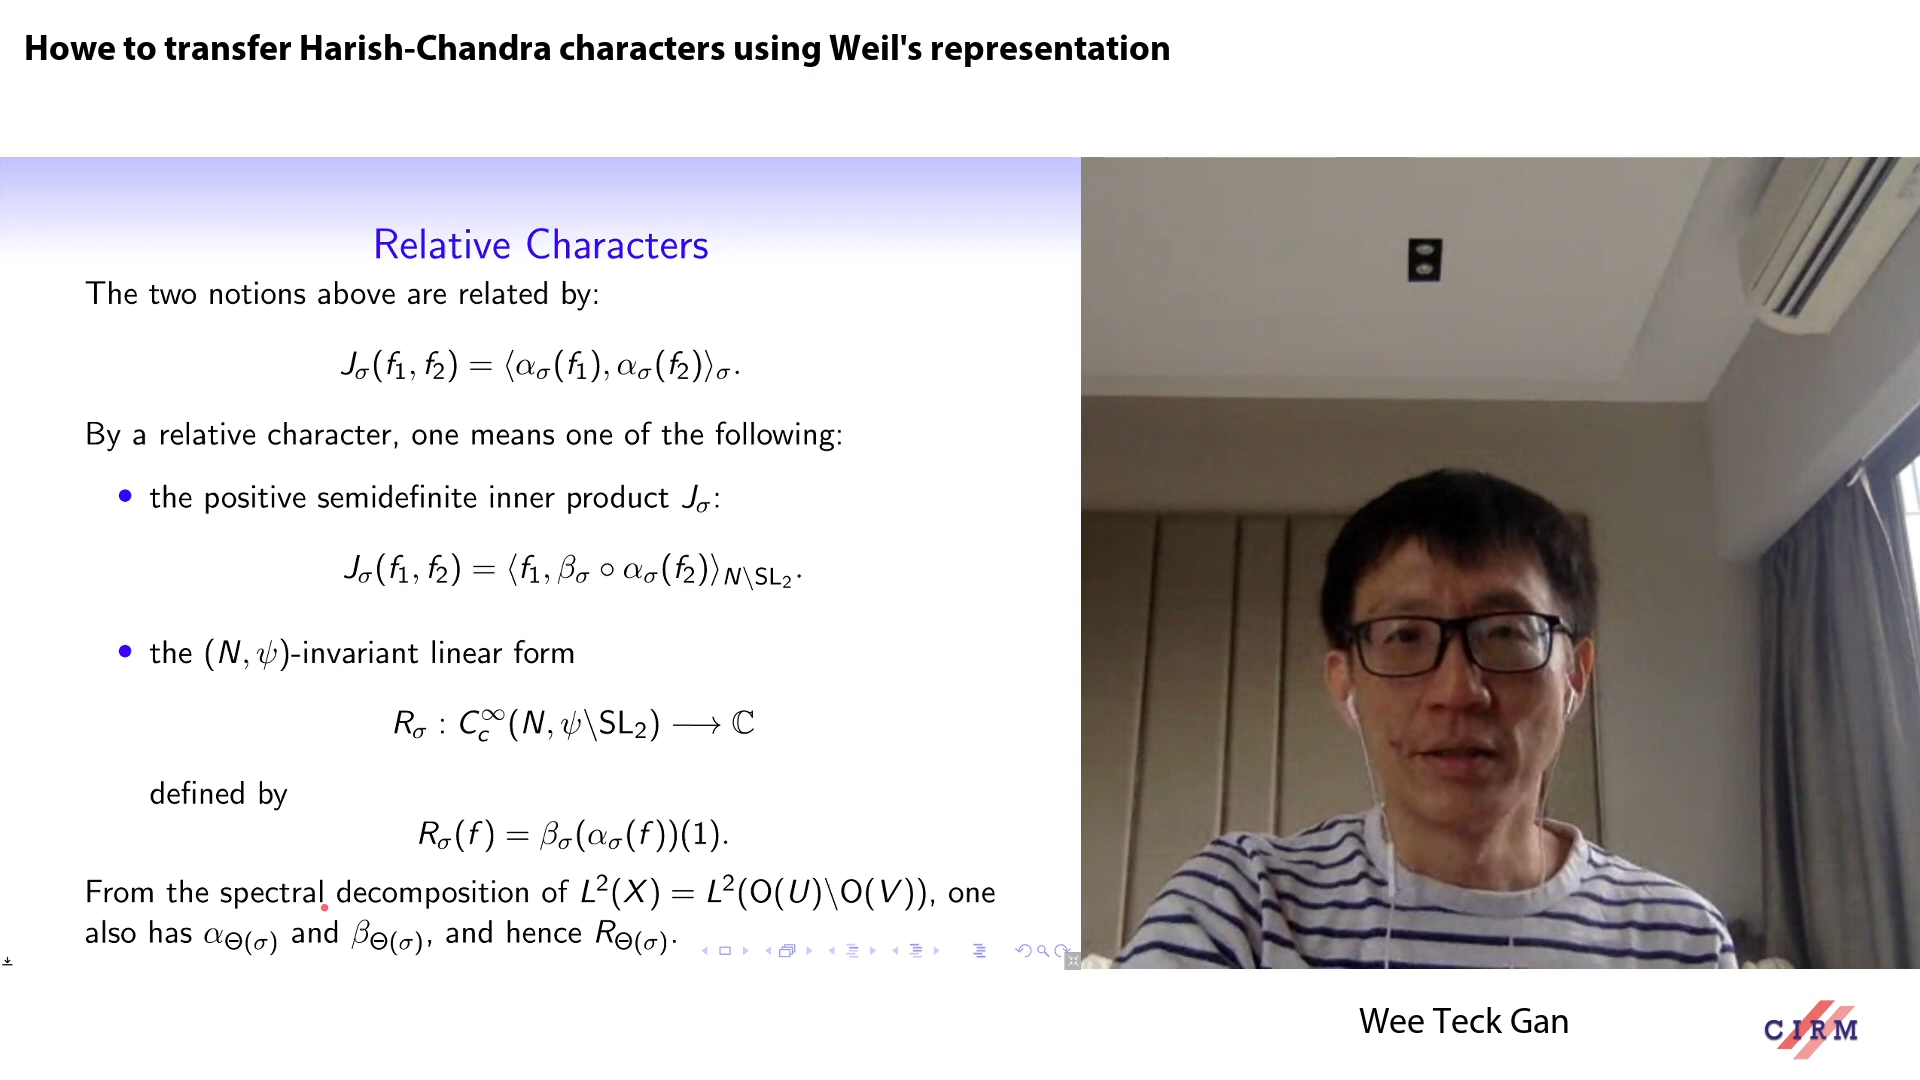 Howe to transfer Harish-Chandra characters using Weil's representation
Relative Characters
The two notions above are related by:
J_σ(f_1, f_2) = ⟨α_σ(f_1), α_σ(f_2)⟩_σ.
By a relative character, one means one of the following:
• the positive semidefinite inner product J_σ:
J_σ(f_1, f_2) = ⟨f_1, β_σ ∘ α_σ(f_2)⟩_{N\SL_2}.
• the (N, ψ)-invariant linear form
R_σ : C_c^∞(N, ψ\SL_2) ⟶ ℂ
defined by
R_σ(f) = β_σ(α_σ(f))(1).
From the spectral decomposition of L²(X) = L²(O(U)\O(V)), one
also has α_{Θ(σ)} and β_{Θ(σ)}, and hence R_{Θ(σ)}.
Wee Teck Gan
CIRM